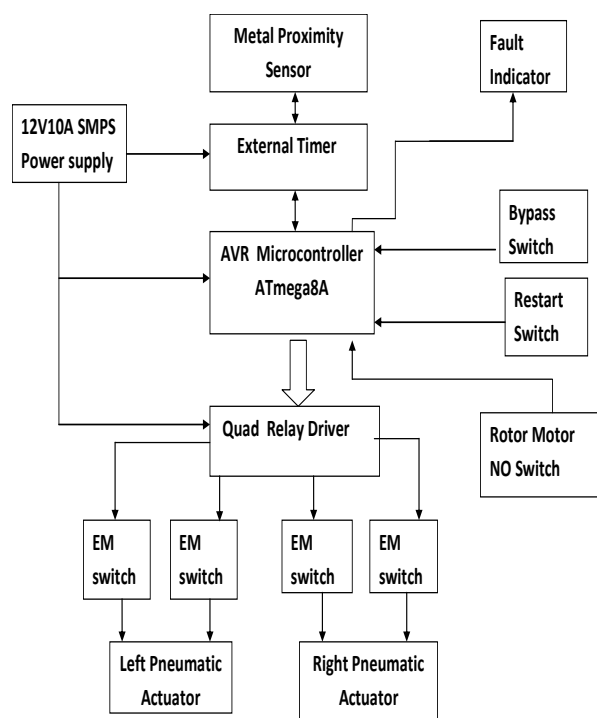 Metal Proximity
Sensor
Fault
Indicator
12V10A SMPS
Power supply
External Timer
Bypass
Switch
AVR Microcontroller
ATmega8A
Restart
Switch
Quad Relay Driver
Rotor Motor
NO Switch
EM
switch
EM
switch
EM
switch
EM
switch
Left Pneumatic
Actuator
Right Pneumatic
Actuator